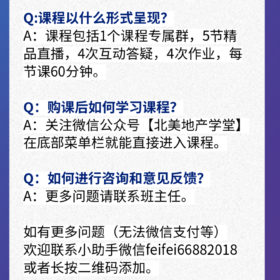 Q:课程以什么形式呈现？
A：课程包括1个课程专属群，5节精
品直播，4次互动答疑，4次作业，每
节课60分钟。
Q：购课后如何学习课程？
A：关注微信公众号【北美地产学堂】
在底部菜单栏就能直接进入课程。
Q：如何进行咨询和意见反馈？
A：更多问题请联系班主任。
如有更多问题（无法微信支付等）
欢迎联系小助手微信feifei66882018
或者长按二维码添加。